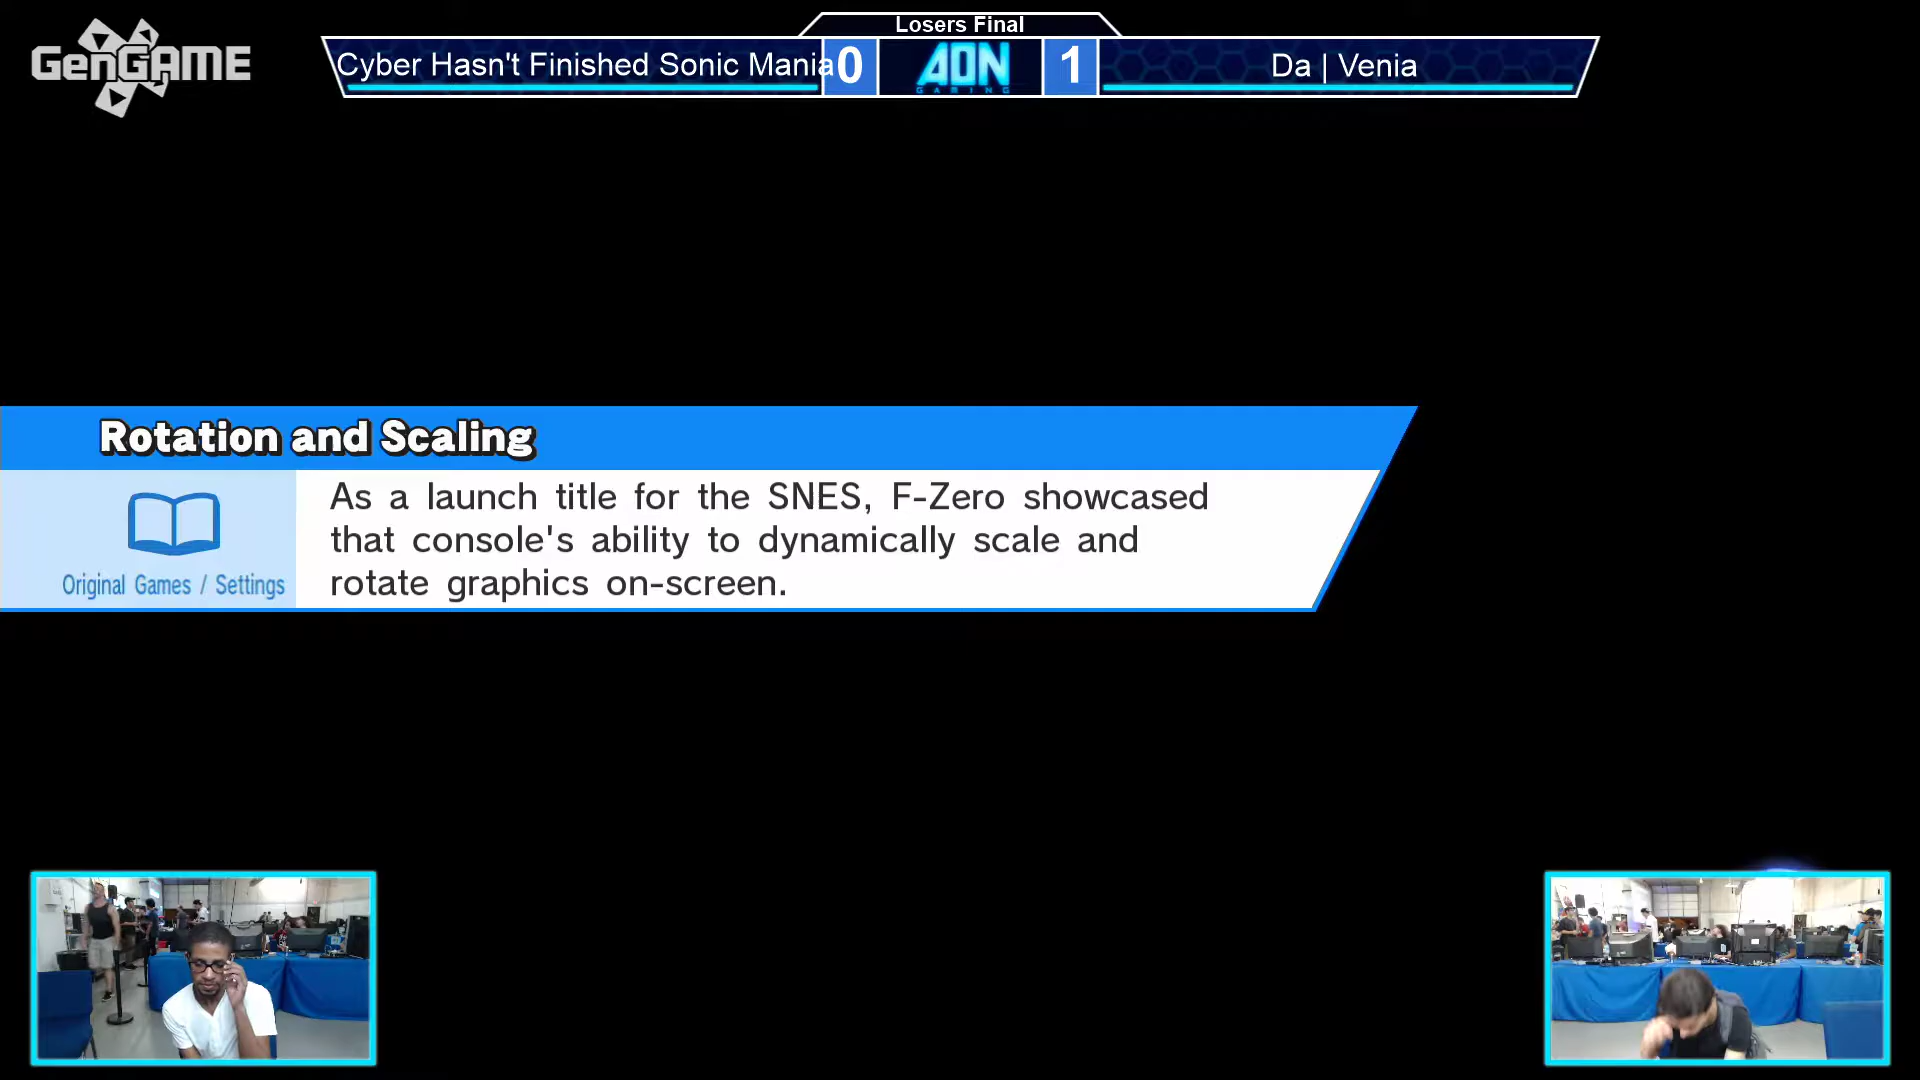 GENGAME
Losers Final
Cyber Hasn't Finished Sonic Mania 0 AON GAMING 1 Da | Venia
Rotation and Scaling
As a launch title for the SNES, F-Zero showcased
that console's ability to dynamically scale and
rotate graphics on-screen.
Original Games / Settings